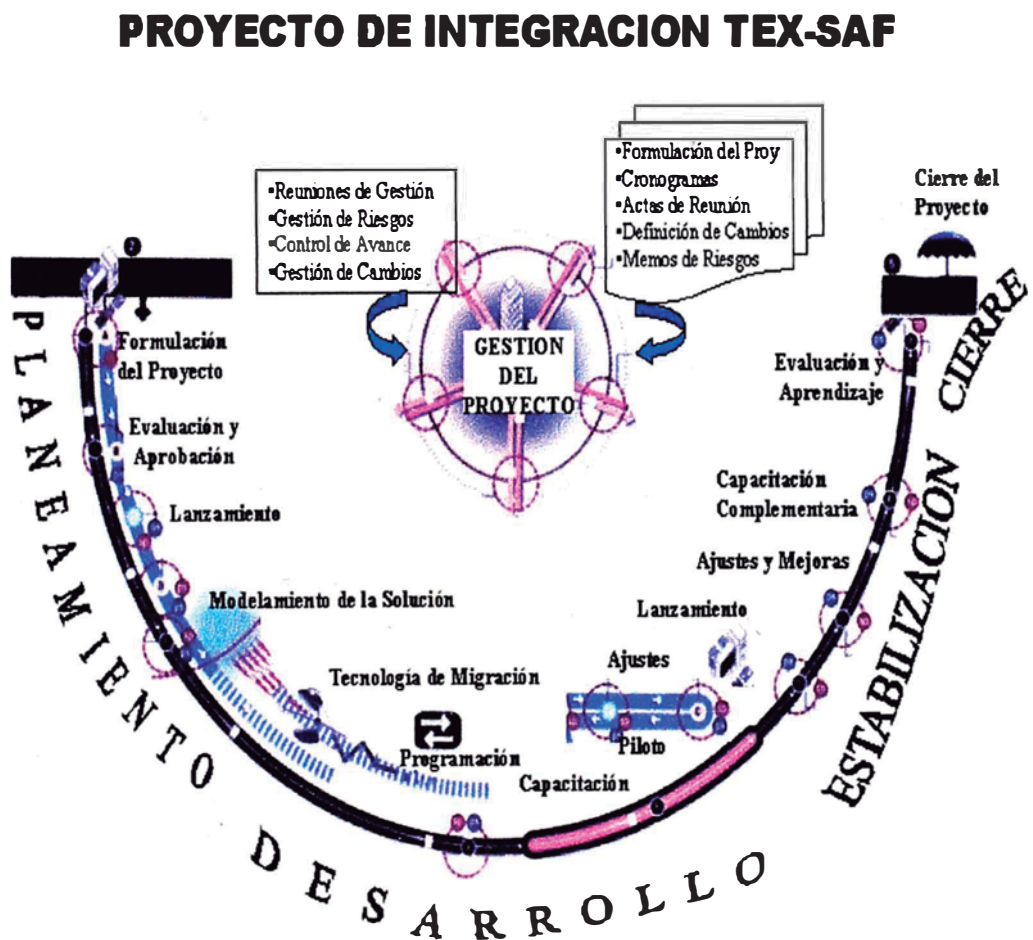 PROYECTO DE INTEGRACION TEX-SAF
▪Reuniones de Gestión
▪Gestión de Riesgos
▪Control de Avance
▪Gestión de Cambios
▪Formulación del Proy
▪Cronogramas
▪Actas de Reunión
▪Definición de Cambios
▪Memos de Riesgos
GESTION
DEL
PROYECTO
Formulación
del Proyecto
Evaluación y
Aprobación
Lanzamiento
Modelamiento de la Solución
Tecnología de Migración
Programación
Capacitación
Piloto
Ajustes
Lanzamiento
Ajustes y Mejoras
Capacitación
Complementaria
Evaluación y
Aprendizaje
Cierre del
Proyecto
PLANEAMIENTO
DESARROLLO
ESTABILIZACION
CIERRE